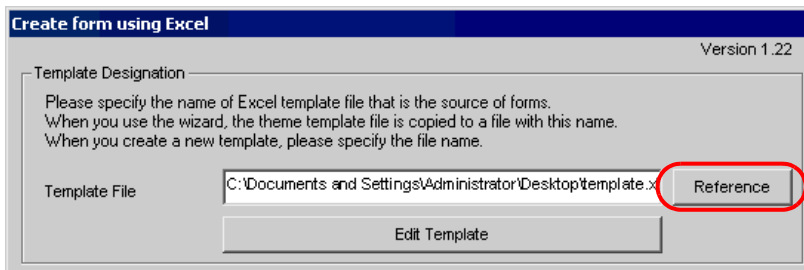 Create form using Excel
Version 1.22
Template Designation
Please specify the name of Excel template file that is the source of forms.
When you use the wizard, the theme template file is copied to a file with this name.
When you create a new template, please specify the file name.
Template File
C:\Documents and Settings\Administrator\Desktop\template.x
Reference
Edit Template